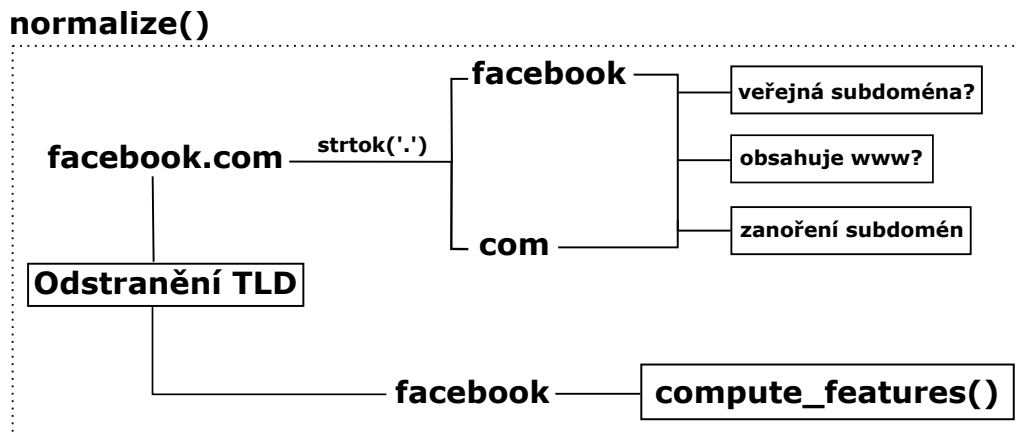 normalize()
facebook
veřejná subdoména?
strtok('.')
facebook.com
obsahuje www?
com
zanoření subdomén
Odstranění TLD
facebook
compute_features()